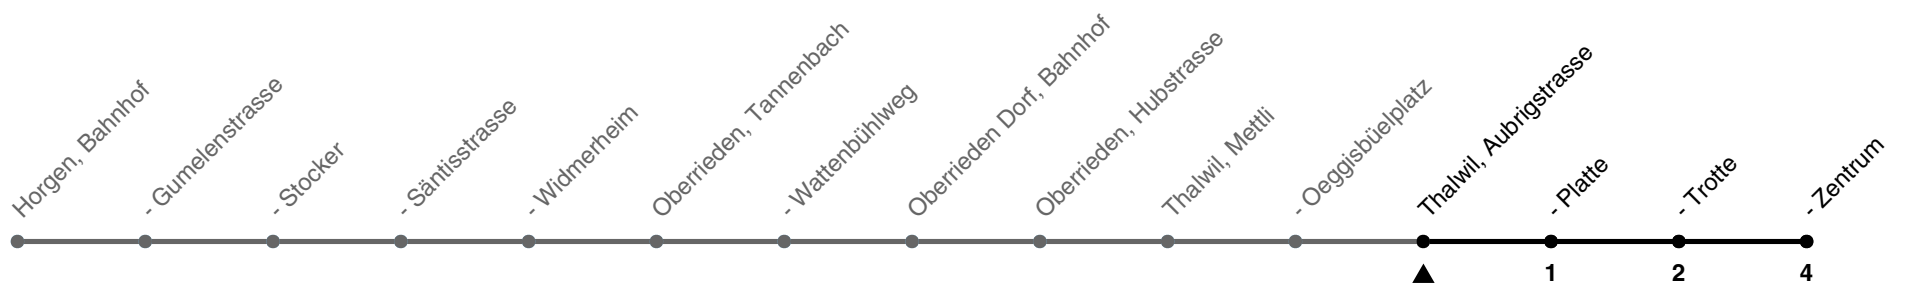 Horgen, Bahnhof
- Gumelenstrasse
- Stocker
- Säntisstrasse
- Widmerheim
Oberrieden, Tannenbach
- Wattenbühlweg
Oberrieden Dorf, Bahnhof
Oberrieden, Hubstrasse
Thalwil, Mettli
- Oeggisbüelplatz
Thalwil, Aubrigstrasse
- Platte
- Trotte
- Zentrum
1
2
4